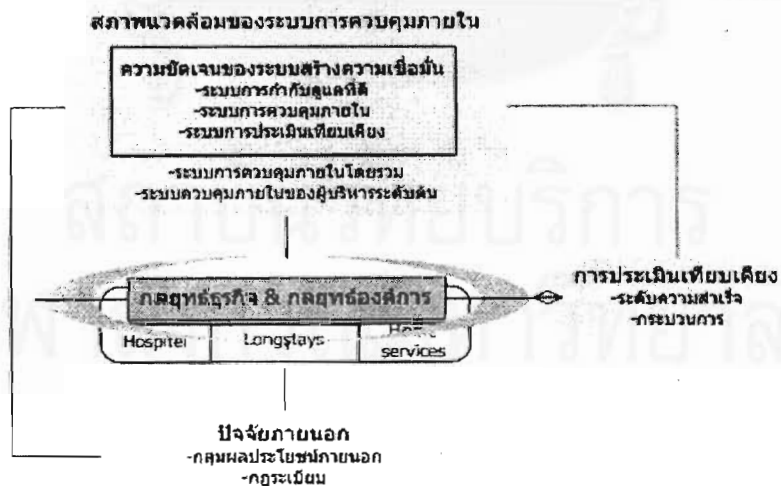 สภาพแวดล้อมของระบบการควบคุมภายใน
ความชัดเจนของระบบสร้างความเชื่อมั่น
-ระบบการกำกับดูแลที่ดี
-ระบบการควบคุมภายใน
-ระบบการประเมินเทียบเคียง
-ระบบการควบคุมภายในโดยรวม
-ระบบควบคุมภายในของผู้บริหารระดับต้น
กลยุทธ์ธุรกิจ & กลยุทธ์องค์การ
Hospitel
Longstays
Home
services
การประเมินเทียบเคียง
-ระดับความสำเร็จ
-กระบวนการ
ปัจจัยภายนอก
-กลุ่มผลประโยชน์ภายนอก
-กฎระเบียบ